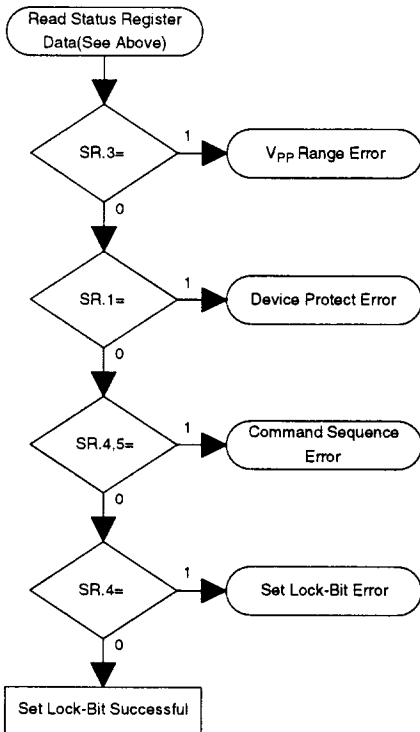 Read Status Register
Data(See Above)
SR.3=
1
VPP Range Error
0
SR.1=
1
Device Protect Error
0
SR.4,5=
1
Command Sequence
Error
0
SR.4=
1
Set Lock-Bit Error
0
Set Lock-Bit Successful